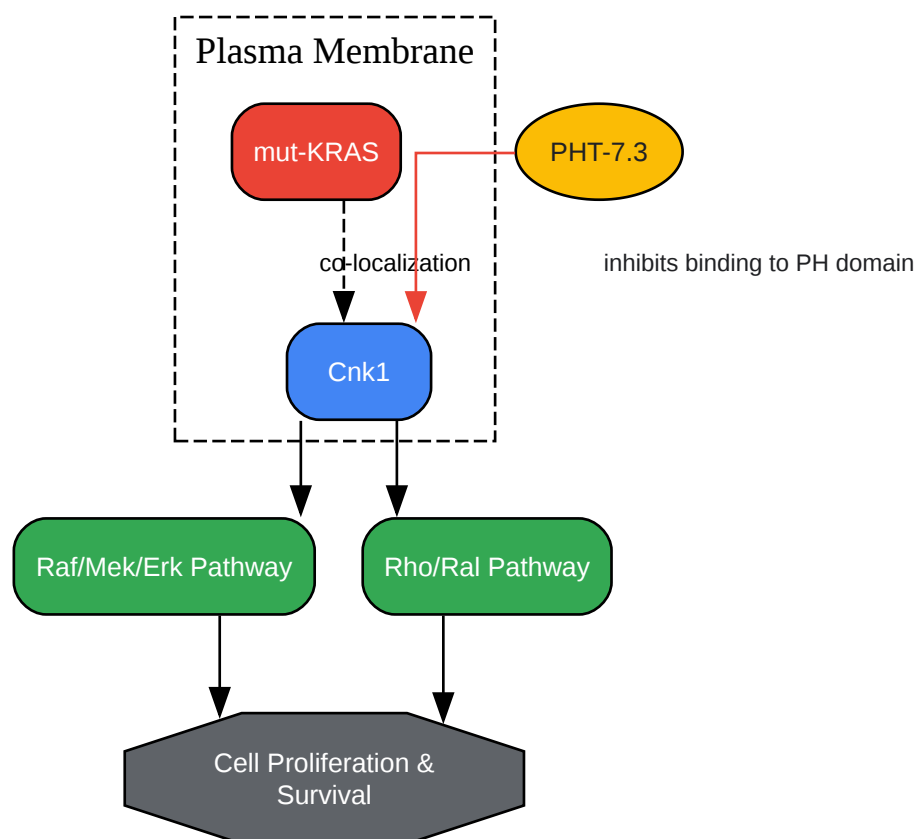 Plasma Membrane
mut-KRAS
PHT-7.3
co-localization
inhibits binding to PH domain
Cnk1
Raf/Mek/Erk Pathway
Rho/Ral Pathway
Cell Proliferation &
Survival